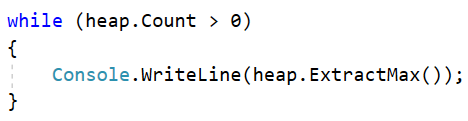 while (heap.Count > 0)
{
    Console.WriteLine(heap.ExtractMax());
}